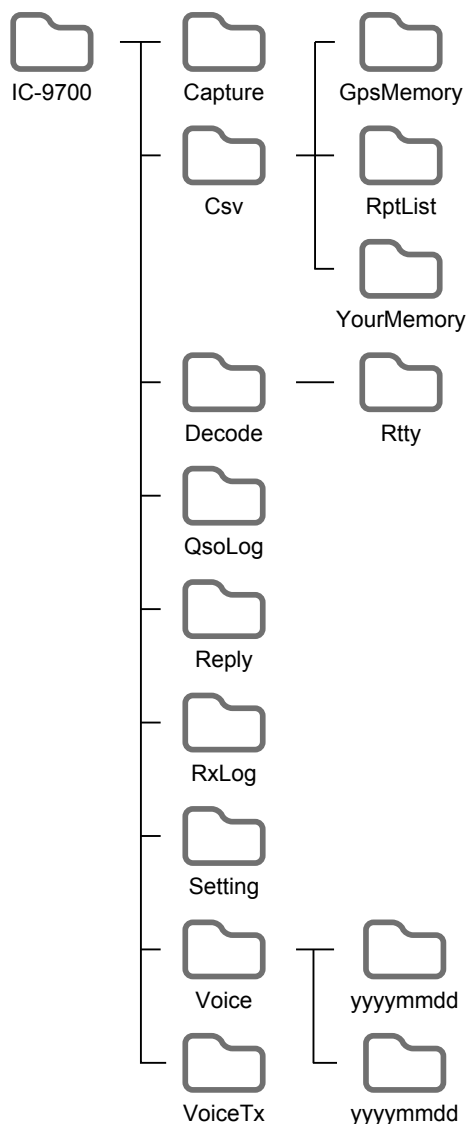 IC-9700 Capture GpsMemory
Csv RptList
YourMemory
Decode Rtty
QsoLog
Reply
RxLog
Setting
Voice yyyymmdd
VoiceTx yyyymmdd